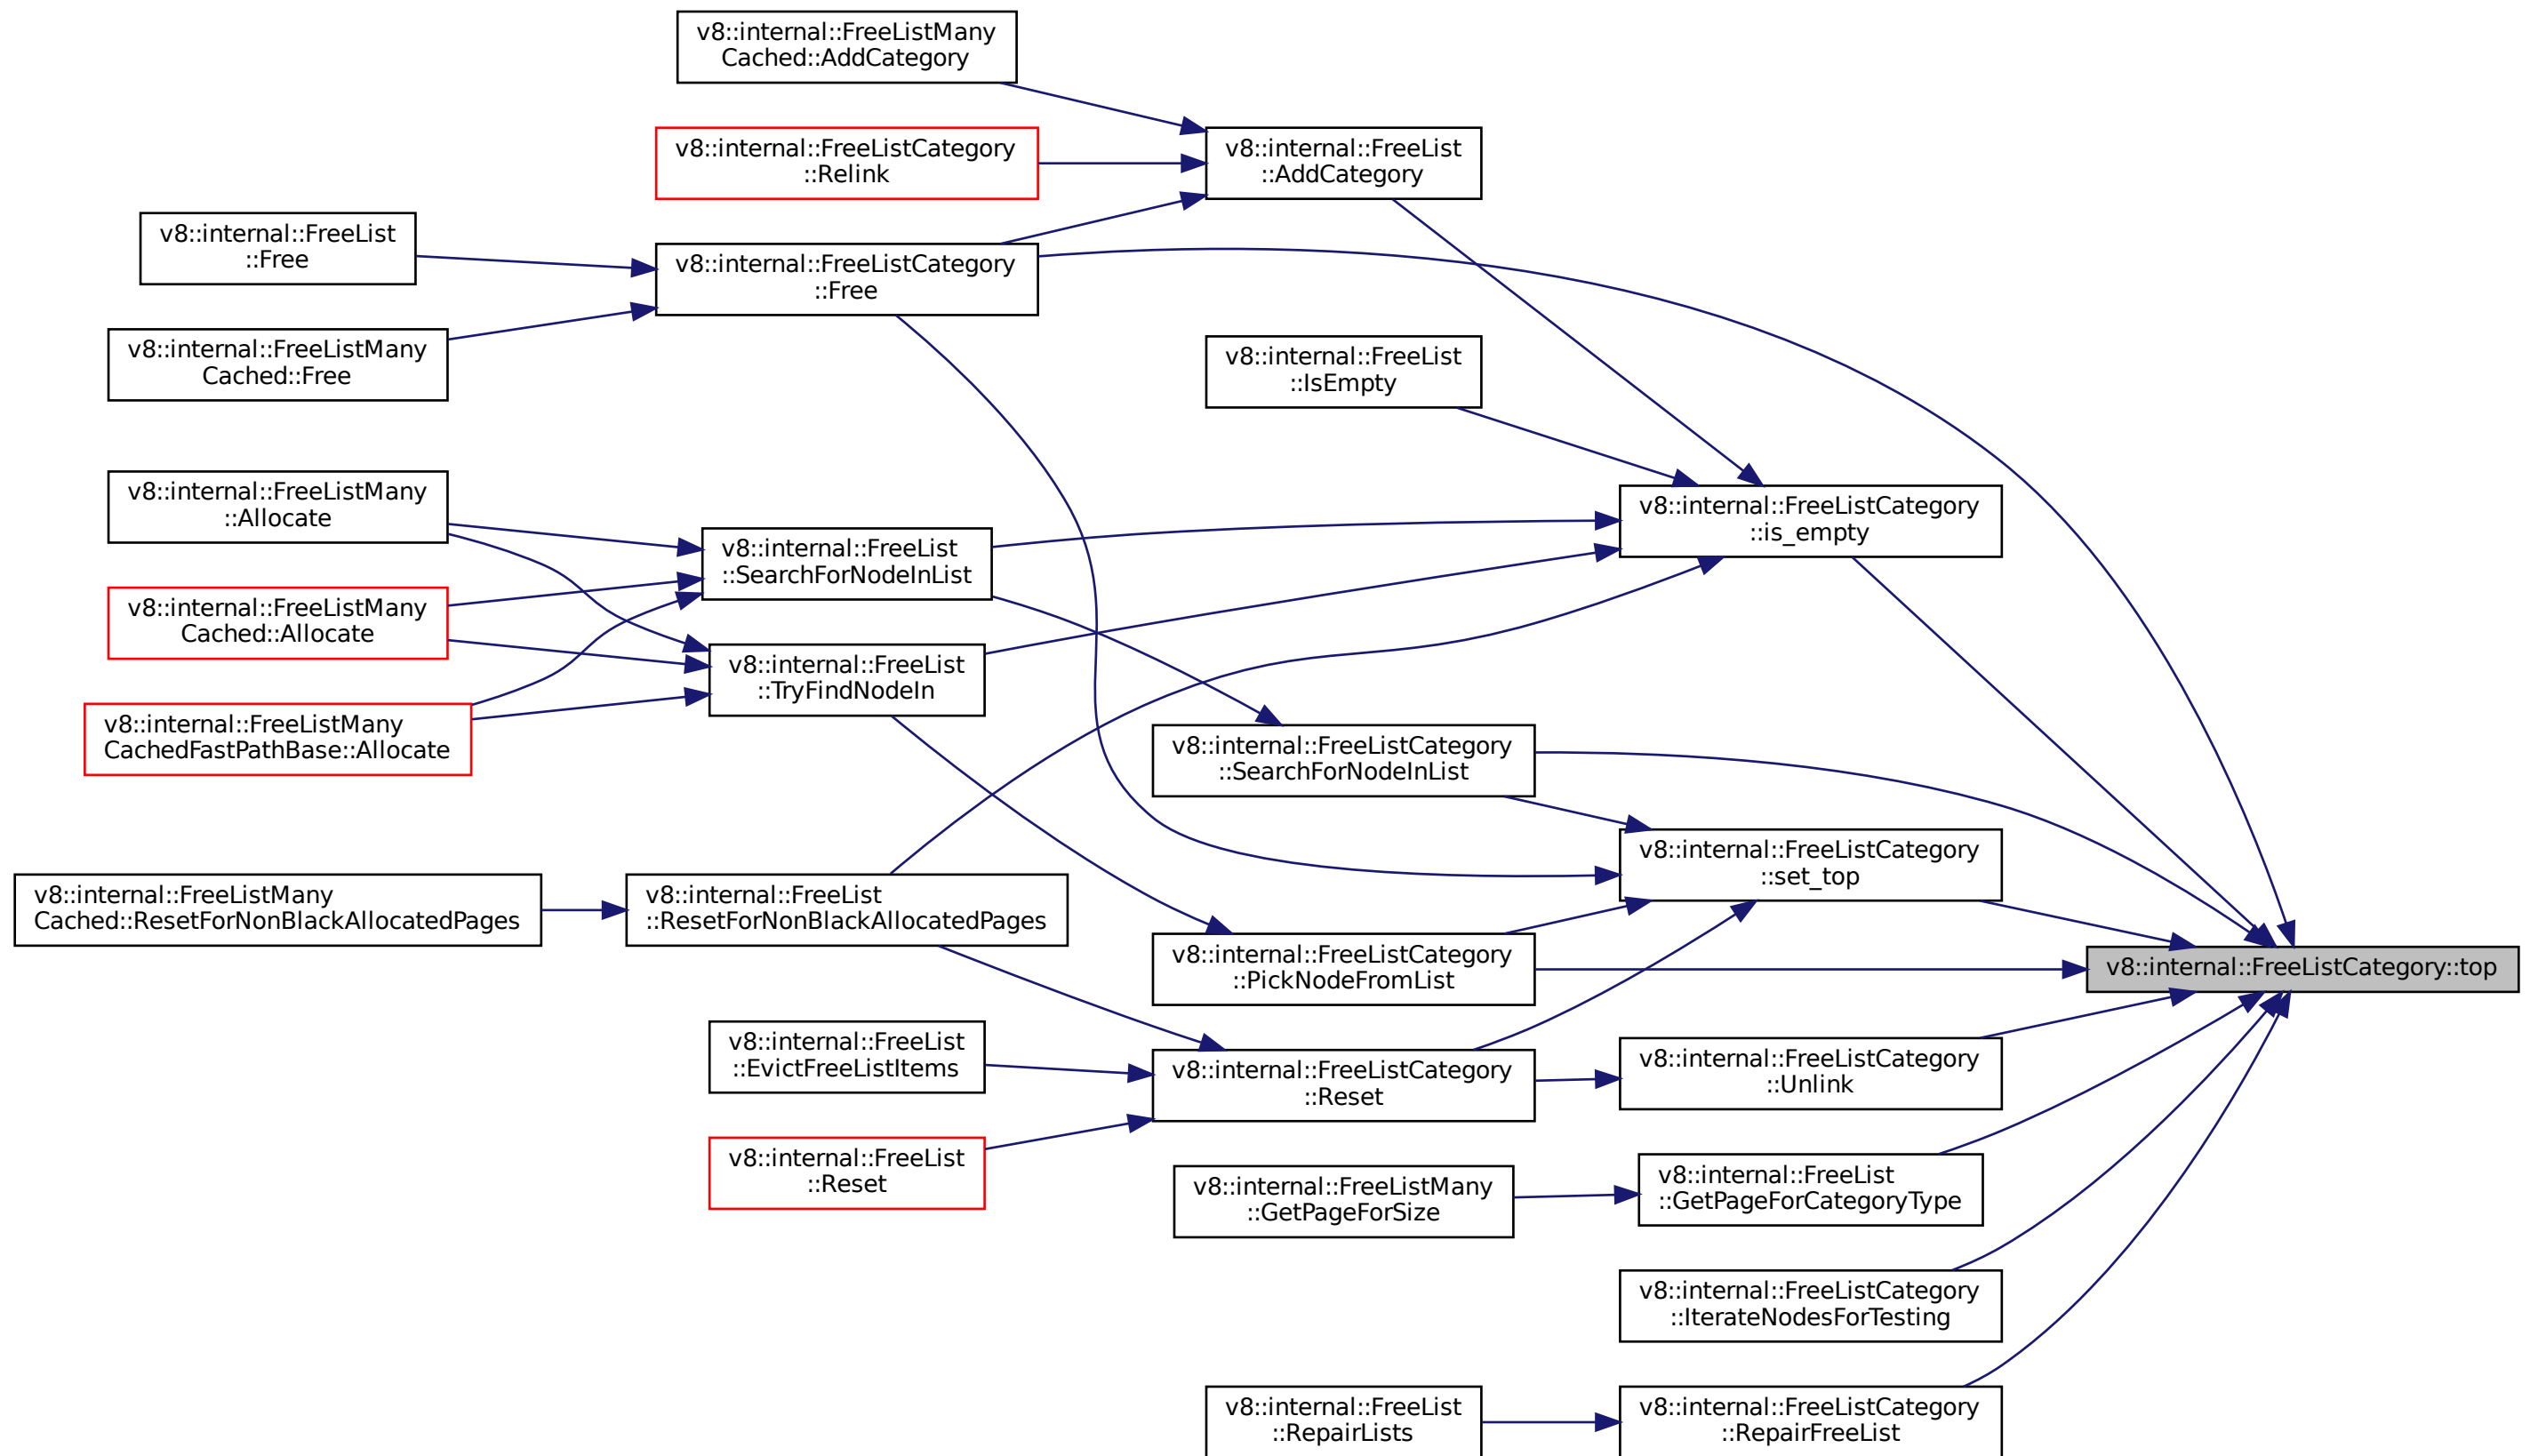 v8::internal::FreeListMany
Cached::AddCategory
v8::internal::FreeListCategory
::Relink
v8::internal::FreeList
::AddCategory
v8::internal::FreeList
::Free
v8::internal::FreeListCategory
::Free
v8::internal::FreeListMany
Cached::Free
v8::internal::FreeList
::IsEmpty
v8::internal::FreeListMany
::Allocate
v8::internal::FreeListCategory
::is_empty
v8::internal::FreeList
::SearchForNodeInList
v8::internal::FreeListMany
Cached::Allocate
v8::internal::FreeList
::TryFindNodeIn
v8::internal::FreeListMany
CachedFastPathBase::Allocate
v8::internal::FreeListCategory
::SearchForNodeInList
v8::internal::FreeListCategory
::set_top
v8::internal::FreeListMany
Cached::ResetForNonBlackAllocatedPages
v8::internal::FreeList
::ResetForNonBlackAllocatedPages
v8::internal::FreeListCategory
::PickNodeFromList
v8::internal::FreeListCategory::top
v8::internal::FreeList
::EvictFreeListItems
v8::internal::FreeListCategory
::Reset
v8::internal::FreeListCategory
::Unlink
v8::internal::FreeList
::Reset
v8::internal::FreeListMany
::GetPageForSize
v8::internal::FreeList
::GetPageForCategoryType
v8::internal::FreeListCategory
::IterateNodesForTesting
v8::internal::FreeList
::RepairLists
v8::internal::FreeListCategory
::RepairFreeList